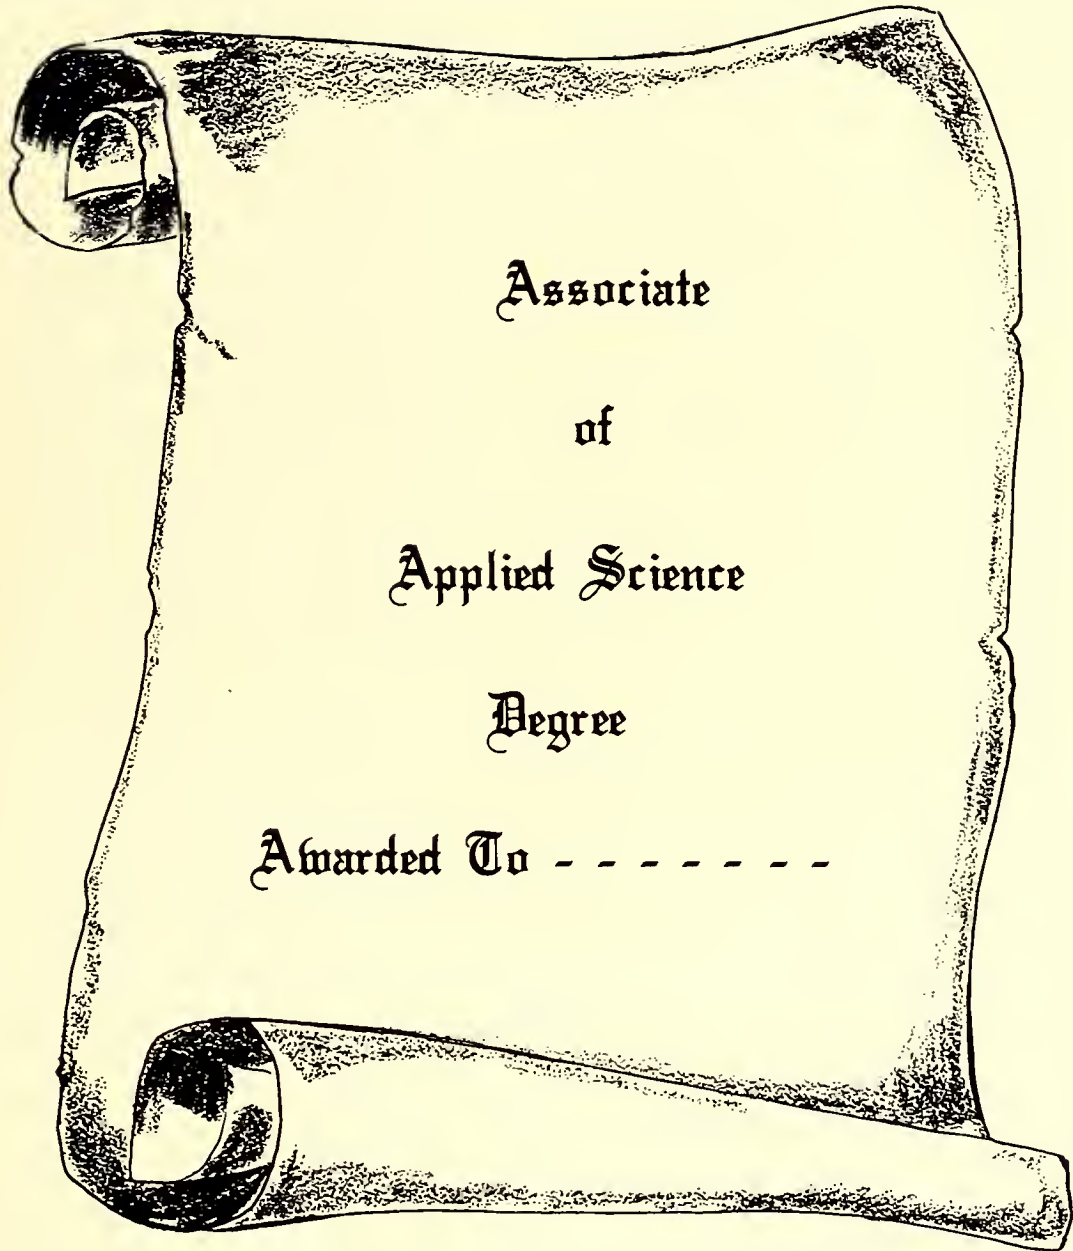 Associate
of
Applied Science
Degree
Awarded To - - - - - - -